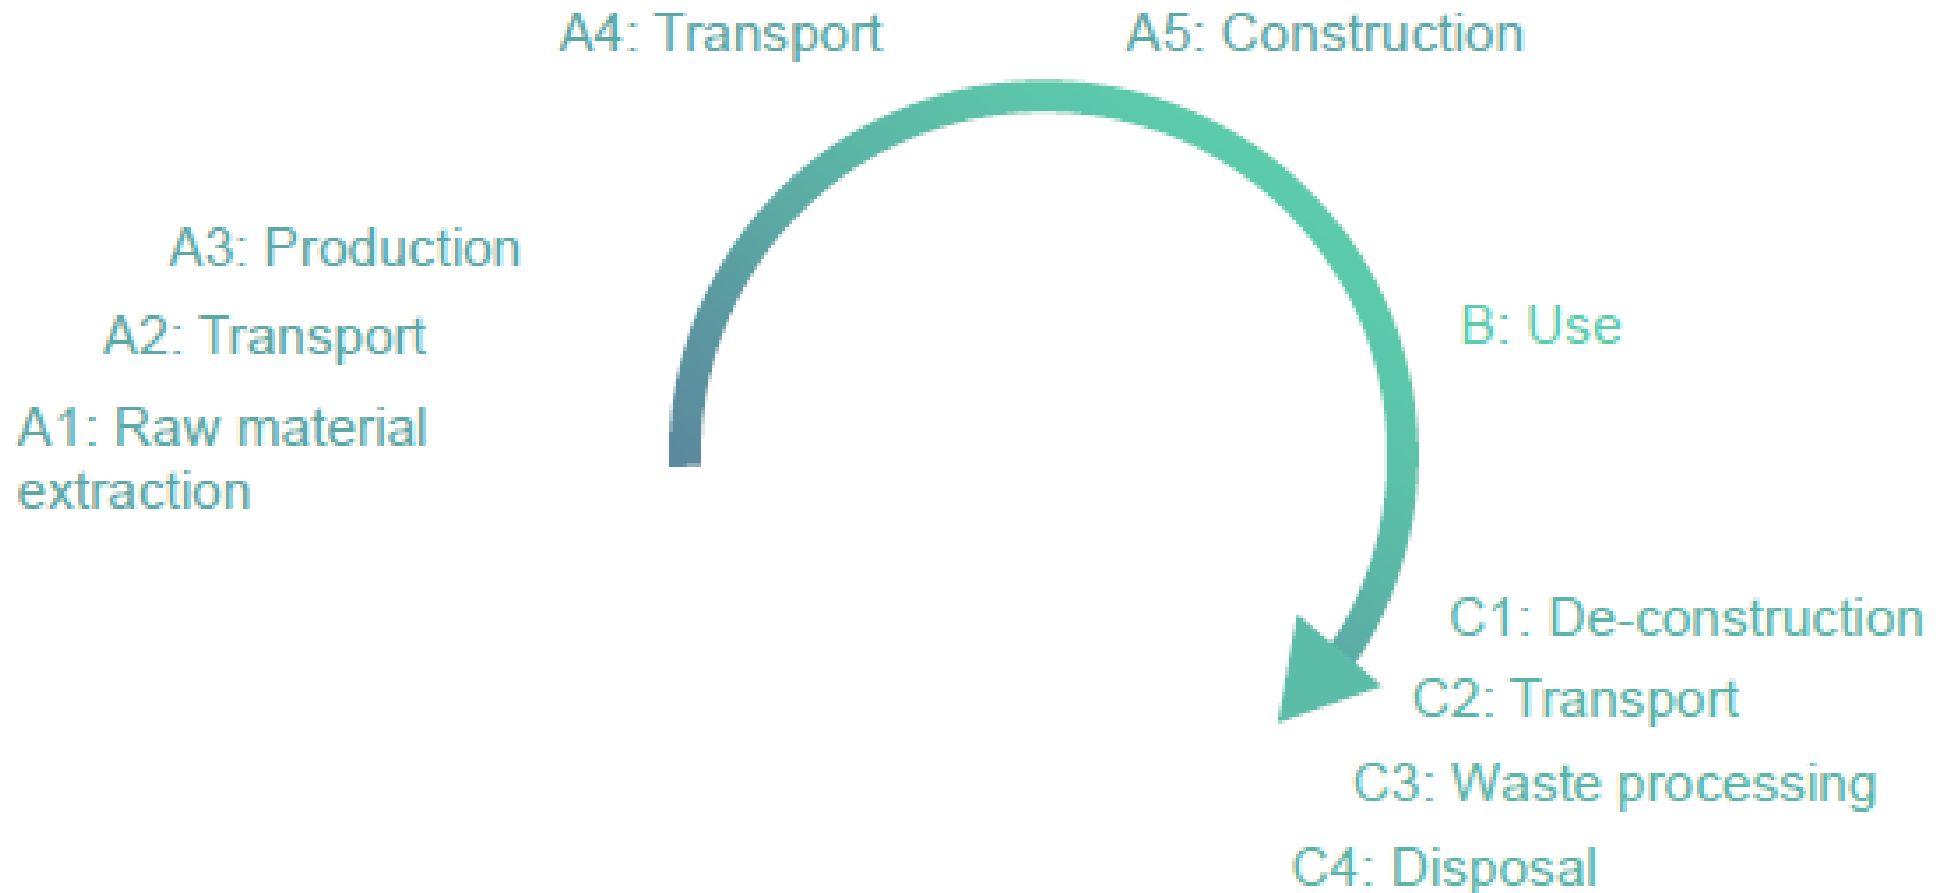 A4: Transport
A5: Construction
A3: Production
A2: Transport
A1: Raw material
extraction
B: Use
C1: De-construction
C2: Transport
C3: Waste processing
C4: Disposal